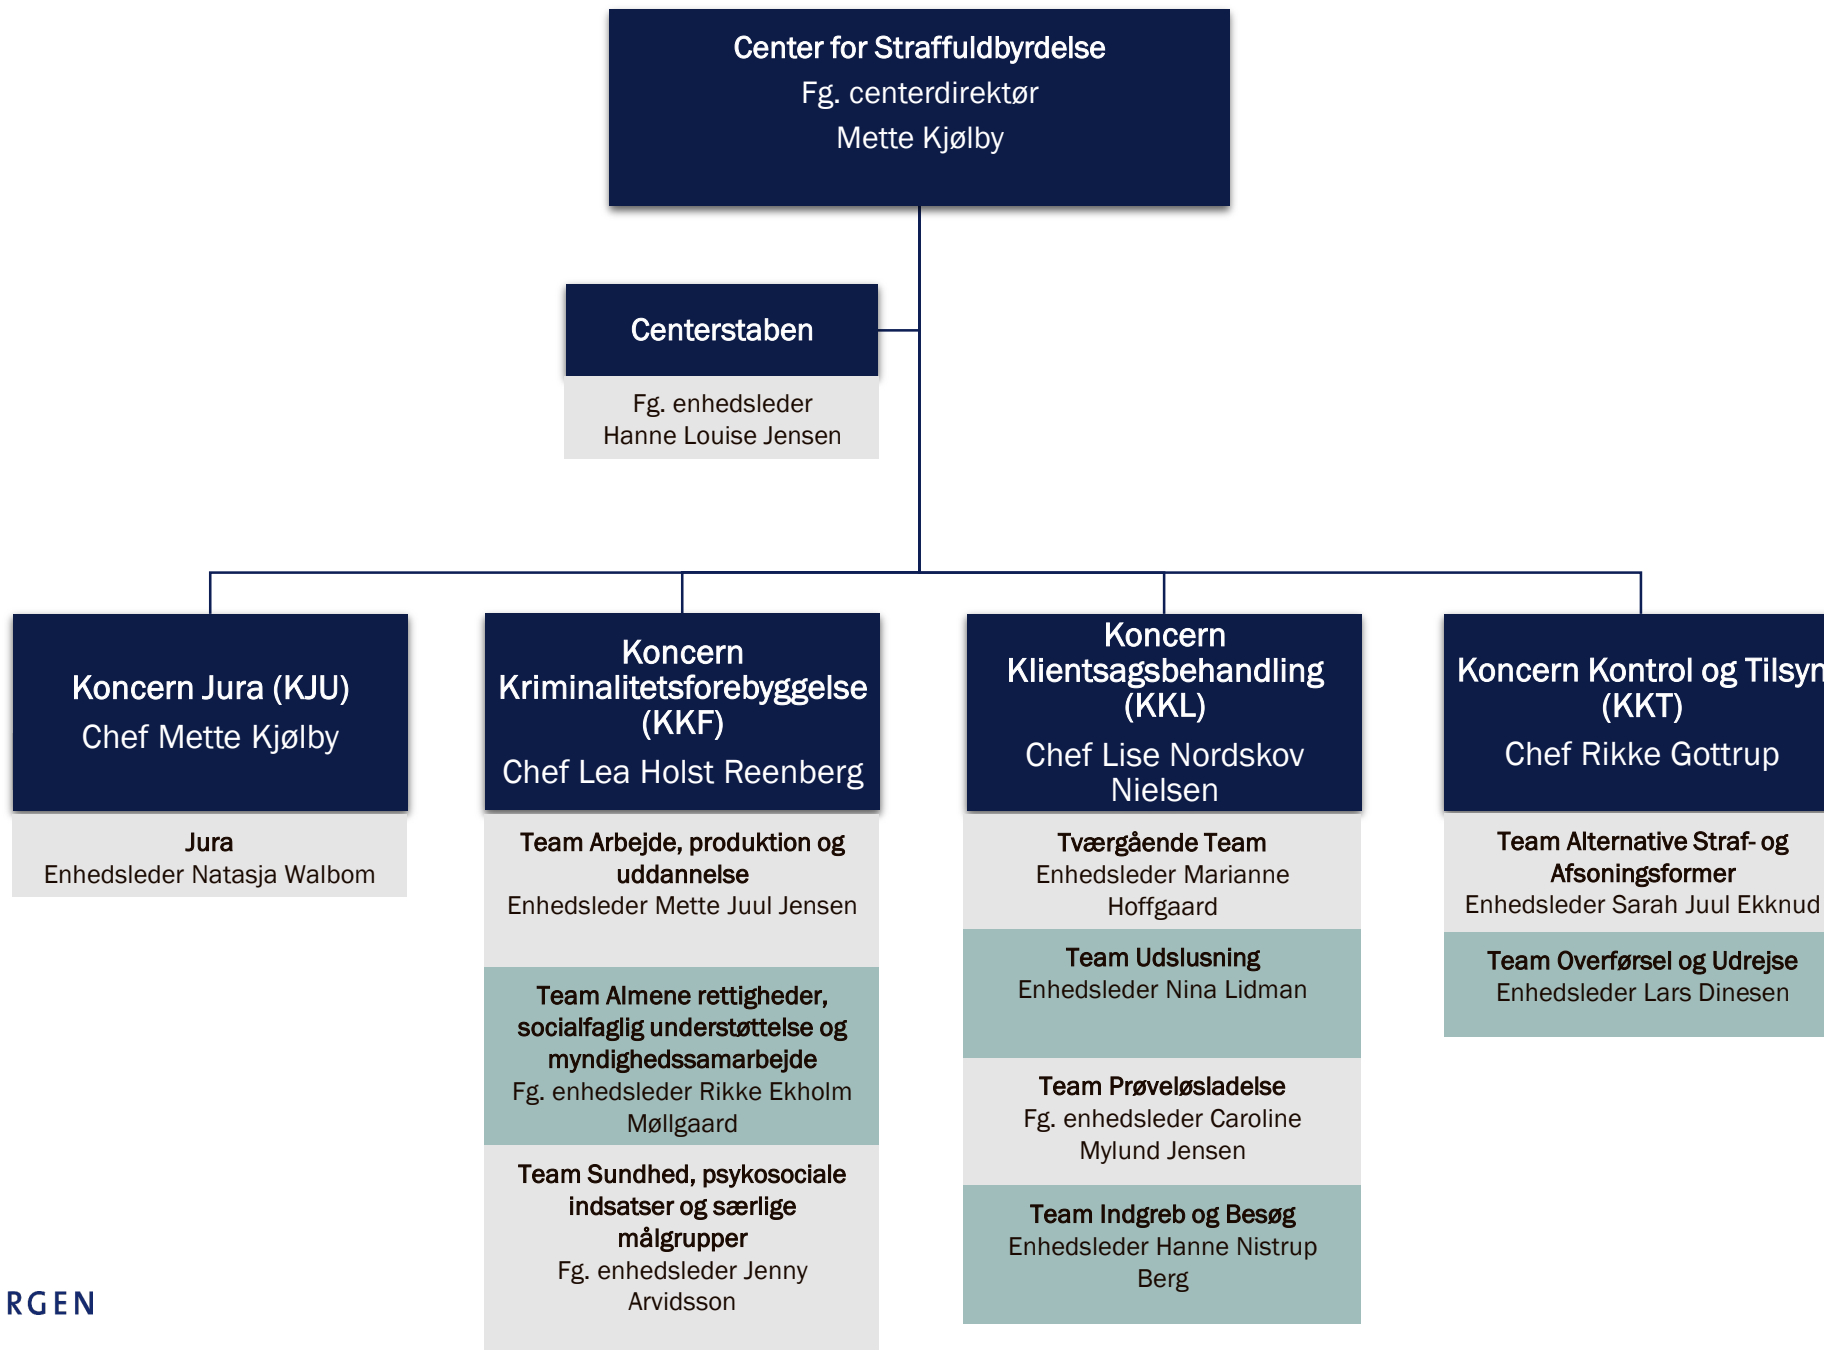 Center for Straffuldbyrdelse
Fg. centerdirektør
Mette Kjølby
Centerstaben
Fg. enhedsleder
Hanne Louise Jensen
Koncern Jura (KJU)
Chef Mette Kjølby
Jura
Enhedsleder Natasja Walbom
Koncern
Kriminalitetsforebyggelse
(KKF)
Chef Lea Holst Reenberg
Team Arbejde, produktion og
uddannelse
Enhedsleder Mette Juul Jensen
Team Almene rettigheder,
socialfaglig understøttelse og
myndighedssamarbejde
Fg. enhedsleder Rikke Ekholm
Møllgaard
Team Sundhed, psykosociale
indsatser og særlige
målgrupper
Fg. enhedsleder Jenny
Arvidsson
Koncern
Klientsagsbehandling
(KKL)
Chef Lise Nordskov
Nielsen
Tværgående Team
Enhedsleder Marianne
Hoffgaard
Team Udslusning
Enhedsleder Nina Lidman
Team Prøveløsladelse
Fg. enhedsleder Caroline
Mylund Jensen
Team Indgreb og Besøg
Enhedsleder Hanne Nistrup
Berg
Koncern Kontrol og Tilsyn
(KKT)
Chef Rikke Gottrup
Team Alternative Straf- og
Afsoningsformer
Enhedsleder Sarah Juul Ekknud
Team Overførsel og Udrejse
Enhedsleder Lars Dinesen
RGEN